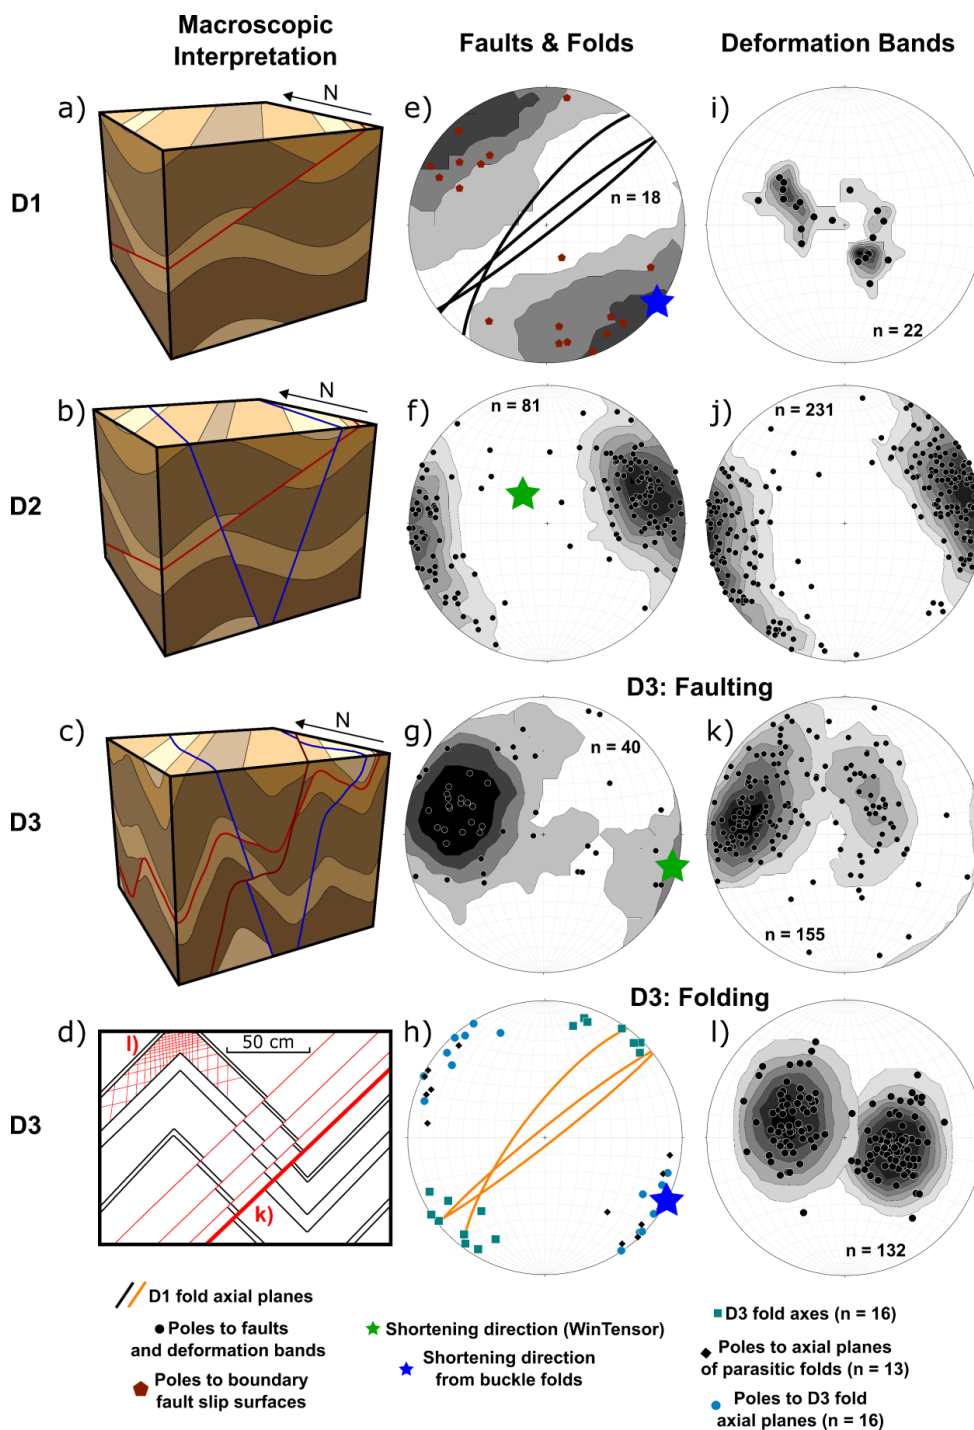 Macroscopic
Interpretation
Faults & Folds
Deformation Bands
a)
N
e)
n = 18
i)
n = 22
D1
b)
N
f)
n = 81
j)
n = 231
D2
D3: Faulting
c)
N
g)
n = 40
k)
n = 155
D3
D3: Folding
d)
l)
50 cm
k)
h)
l)
n = 132
D3
D1 fold axial planes
Poles to faults
and deformation bands
Poles to boundary
fault slip surfaces
Shortening direction (WinTensor)
Shortening direction
from buckle folds
D3 fold axes (n = 16)
Poles to axial planes
of parasitic folds (n = 13)
Poles to D3 fold
axial planes (n = 16)